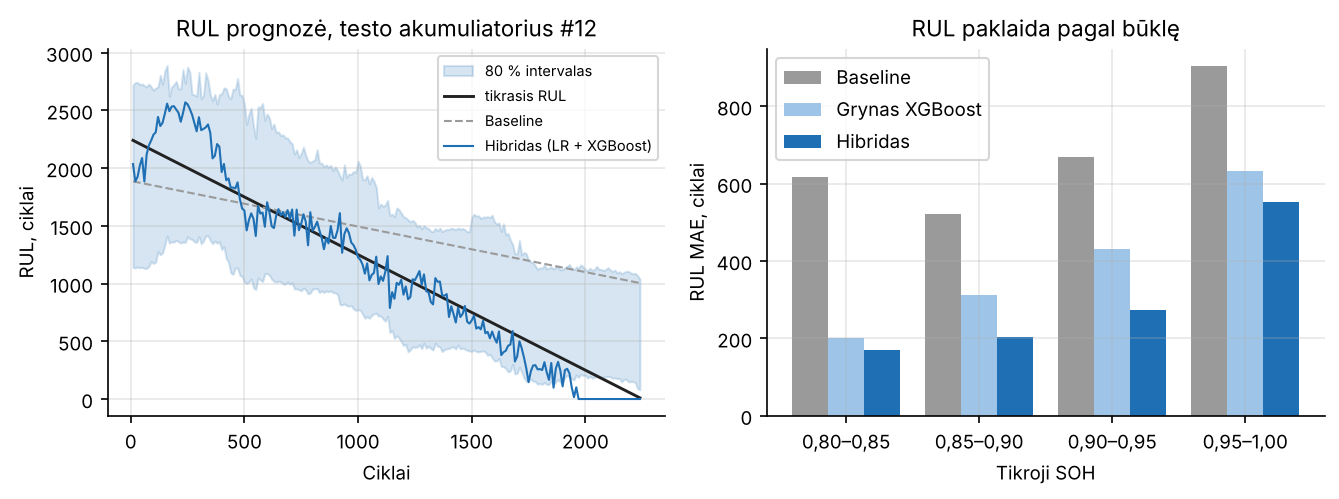 RUL prognozė, testo akumuliatorius #12
3000
2500
2000
1500
1000
500
0
RUL, ciklai
80 % intervalas
tikrasis RUL
Baseline
Hibridas (LR + XGBoost)
0
500
1000
1500
2000
Ciklai
RUL paklaida pagal būklę
800
600
400
200
0
RUL MAE, ciklai
Baseline
Grynas XGBoost
Hibridas
0,80–0,85
0,85–0,90
0,90–0,95
0,95–1,00
Tikroji SOH